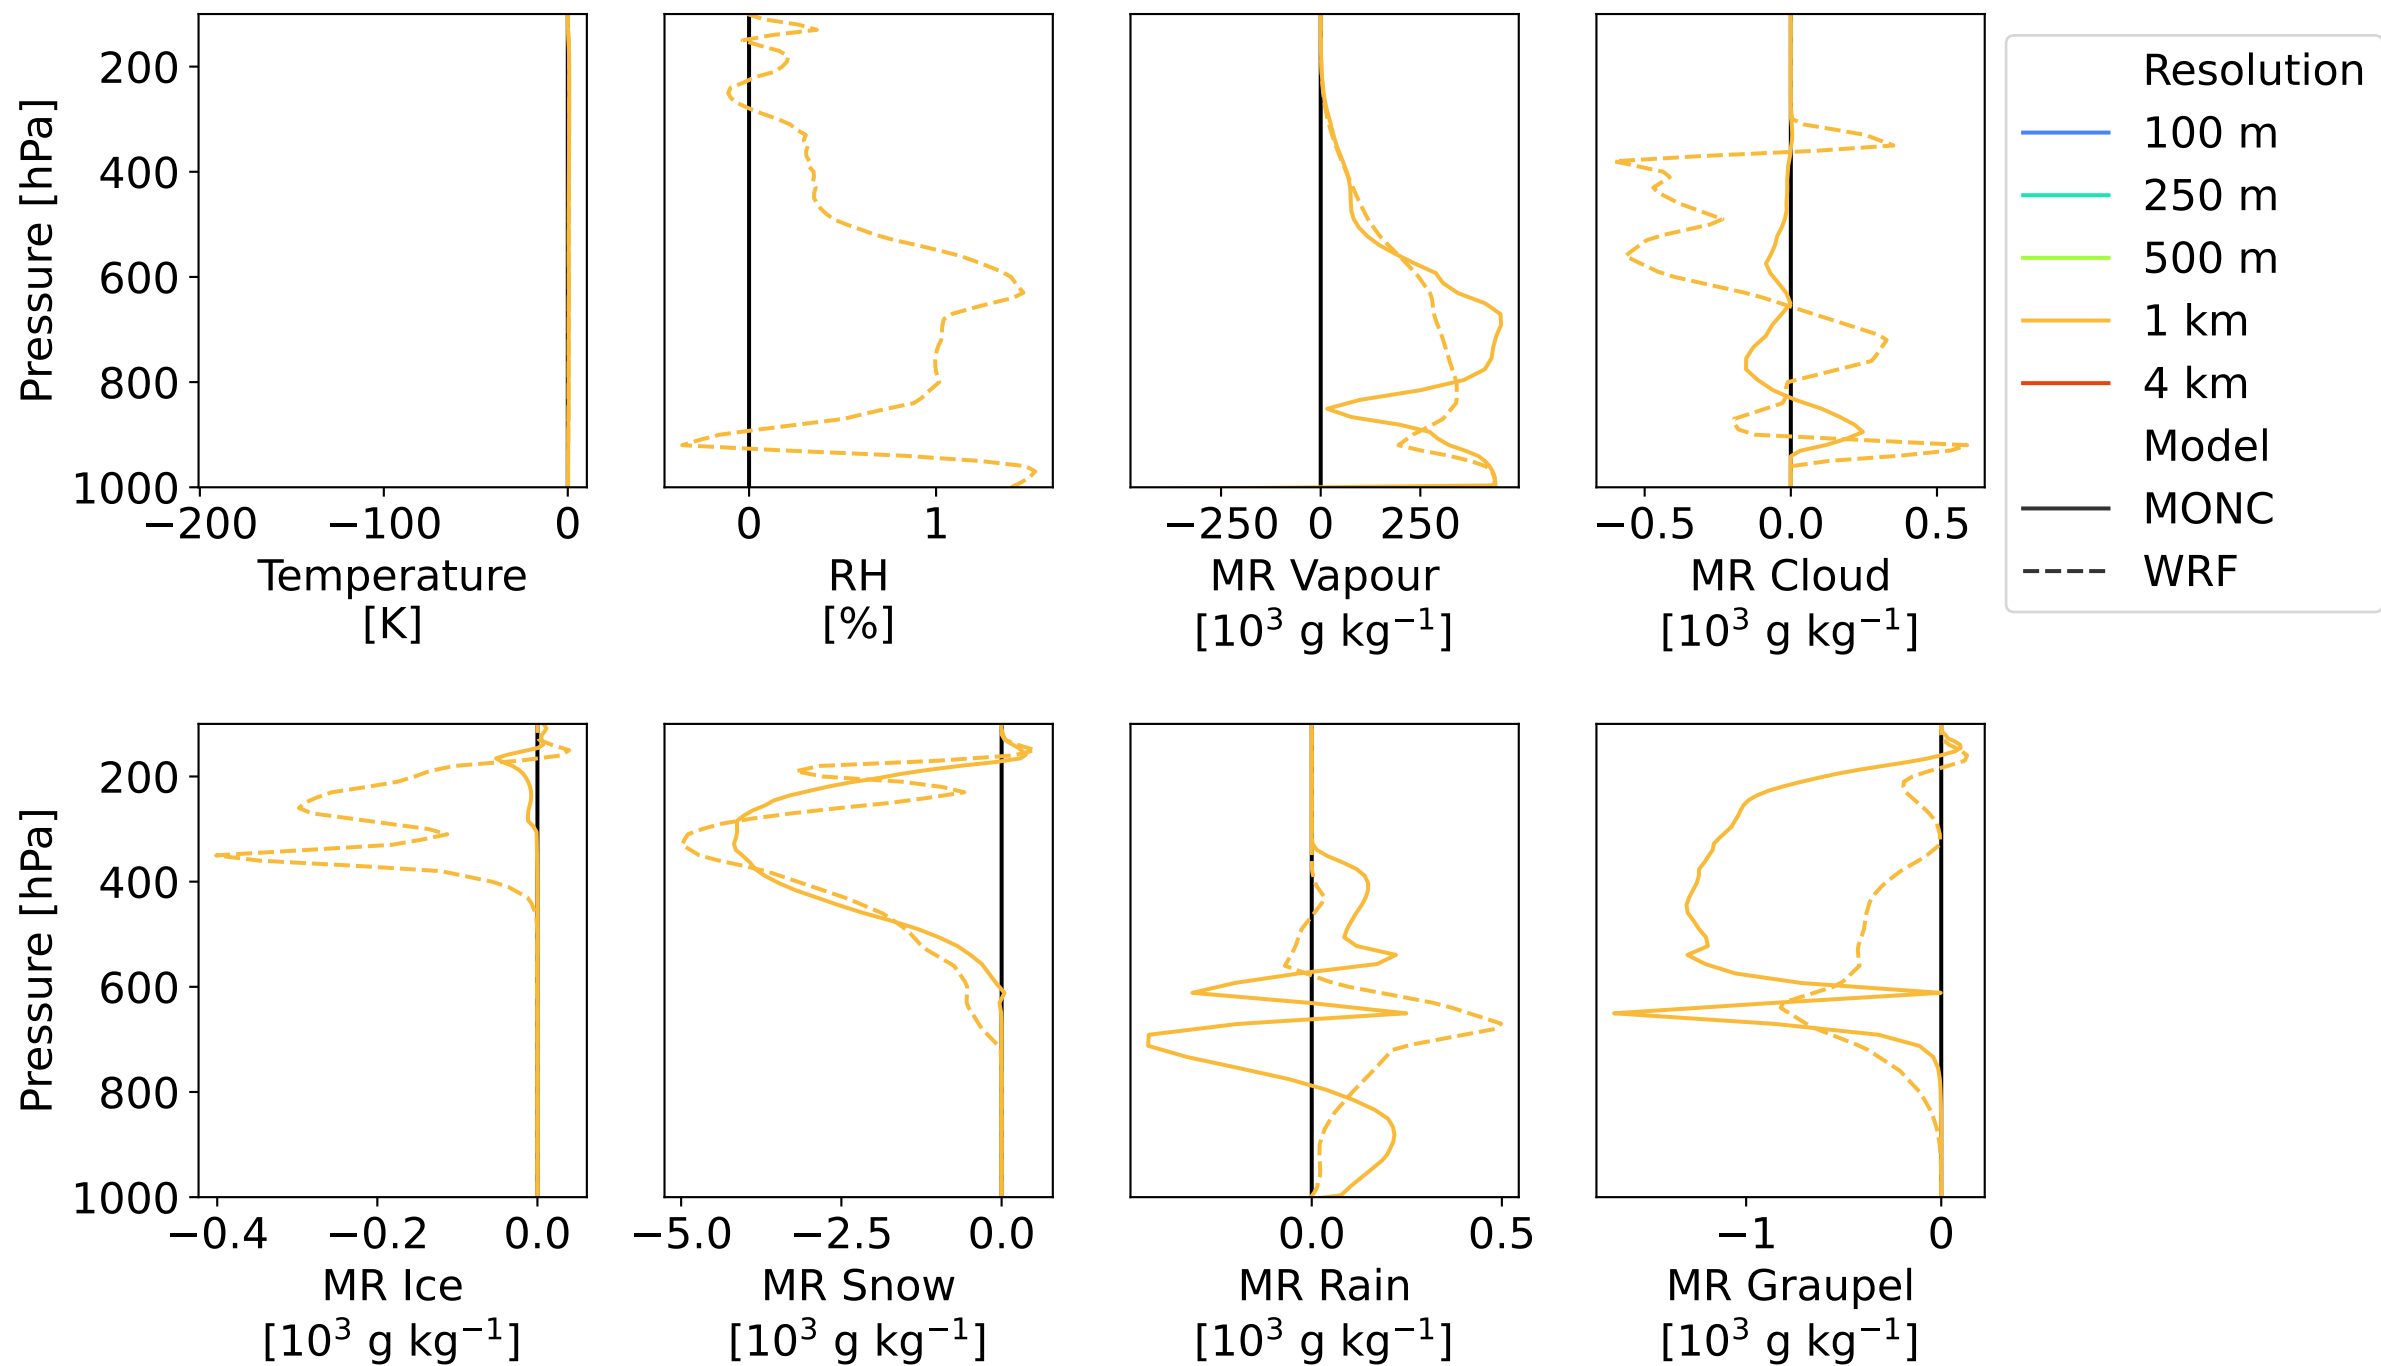 Pressure [hPa]
200
400
600
800
1000
−200 −100 0
Temperature
[K]
0 1
RH
[%]
−250 0 250
MR Vapour
[10³ g kg⁻¹]
−0.5 0.0 0.5
MR Cloud
[10³ g kg⁻¹]
Resolution
100 m
250 m
500 m
1 km
4 km
Model
MONC
WRF
Pressure [hPa]
200
400
600
800
1000
−0.4 −0.2 0.0
MR Ice
[10³ g kg⁻¹]
−5.0 −2.5 0.0
MR Snow
[10³ g kg⁻¹]
0.0 0.5
MR Rain
[10³ g kg⁻¹]
−1 0
MR Graupel
[10³ g kg⁻¹]